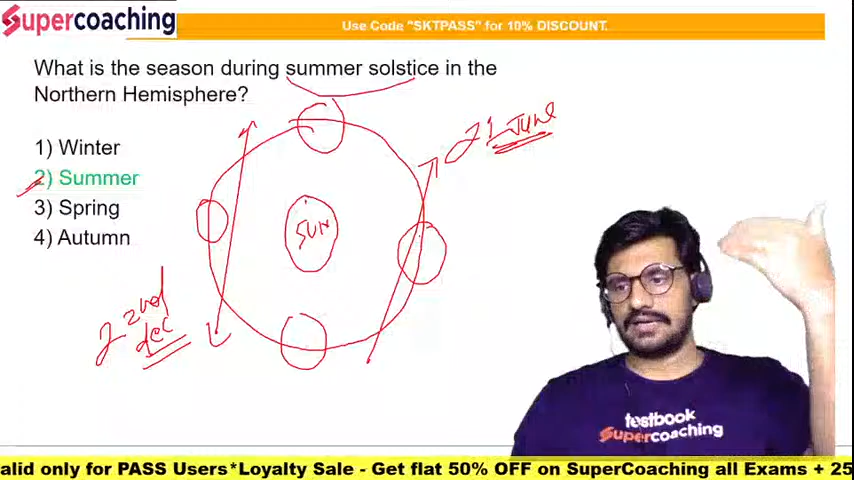 Supercoaching
Use Code "SKTPASS" for 10% DISCOUNT.
What is the season during summer solstice in the
Northern Hemisphere?
1) Winter
2) Summer
3) Spring
4) Autumn
21 June
SUN
22nd
dec
testbook
Supercoaching
alid only for PASS Users*Loyalty Sale - Get flat 50% OFF on SuperCoaching all Exams + 25